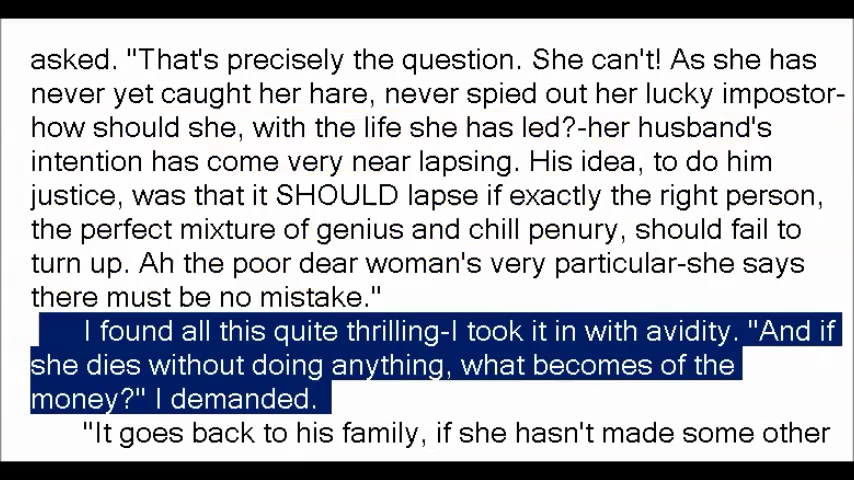 asked. "That's precisely the question. She can't! As she has
never yet caught her hare, never spied out her lucky impostor-
how should she, with the life she has led?-her husband's
intention has come very near lapsing. His idea, to do him
justice, was that it SHOULD lapse if exactly the right person,
the perfect mixture of genius and chill penury, should fail to
turn up. Ah the poor dear woman's very particular-she says
there must be no mistake."
I found all this quite thrilling-I took it in with avidity. "And if
she dies without doing anything, what becomes of the
money?" I demanded.
"It goes back to his family, if she hasn't made some other